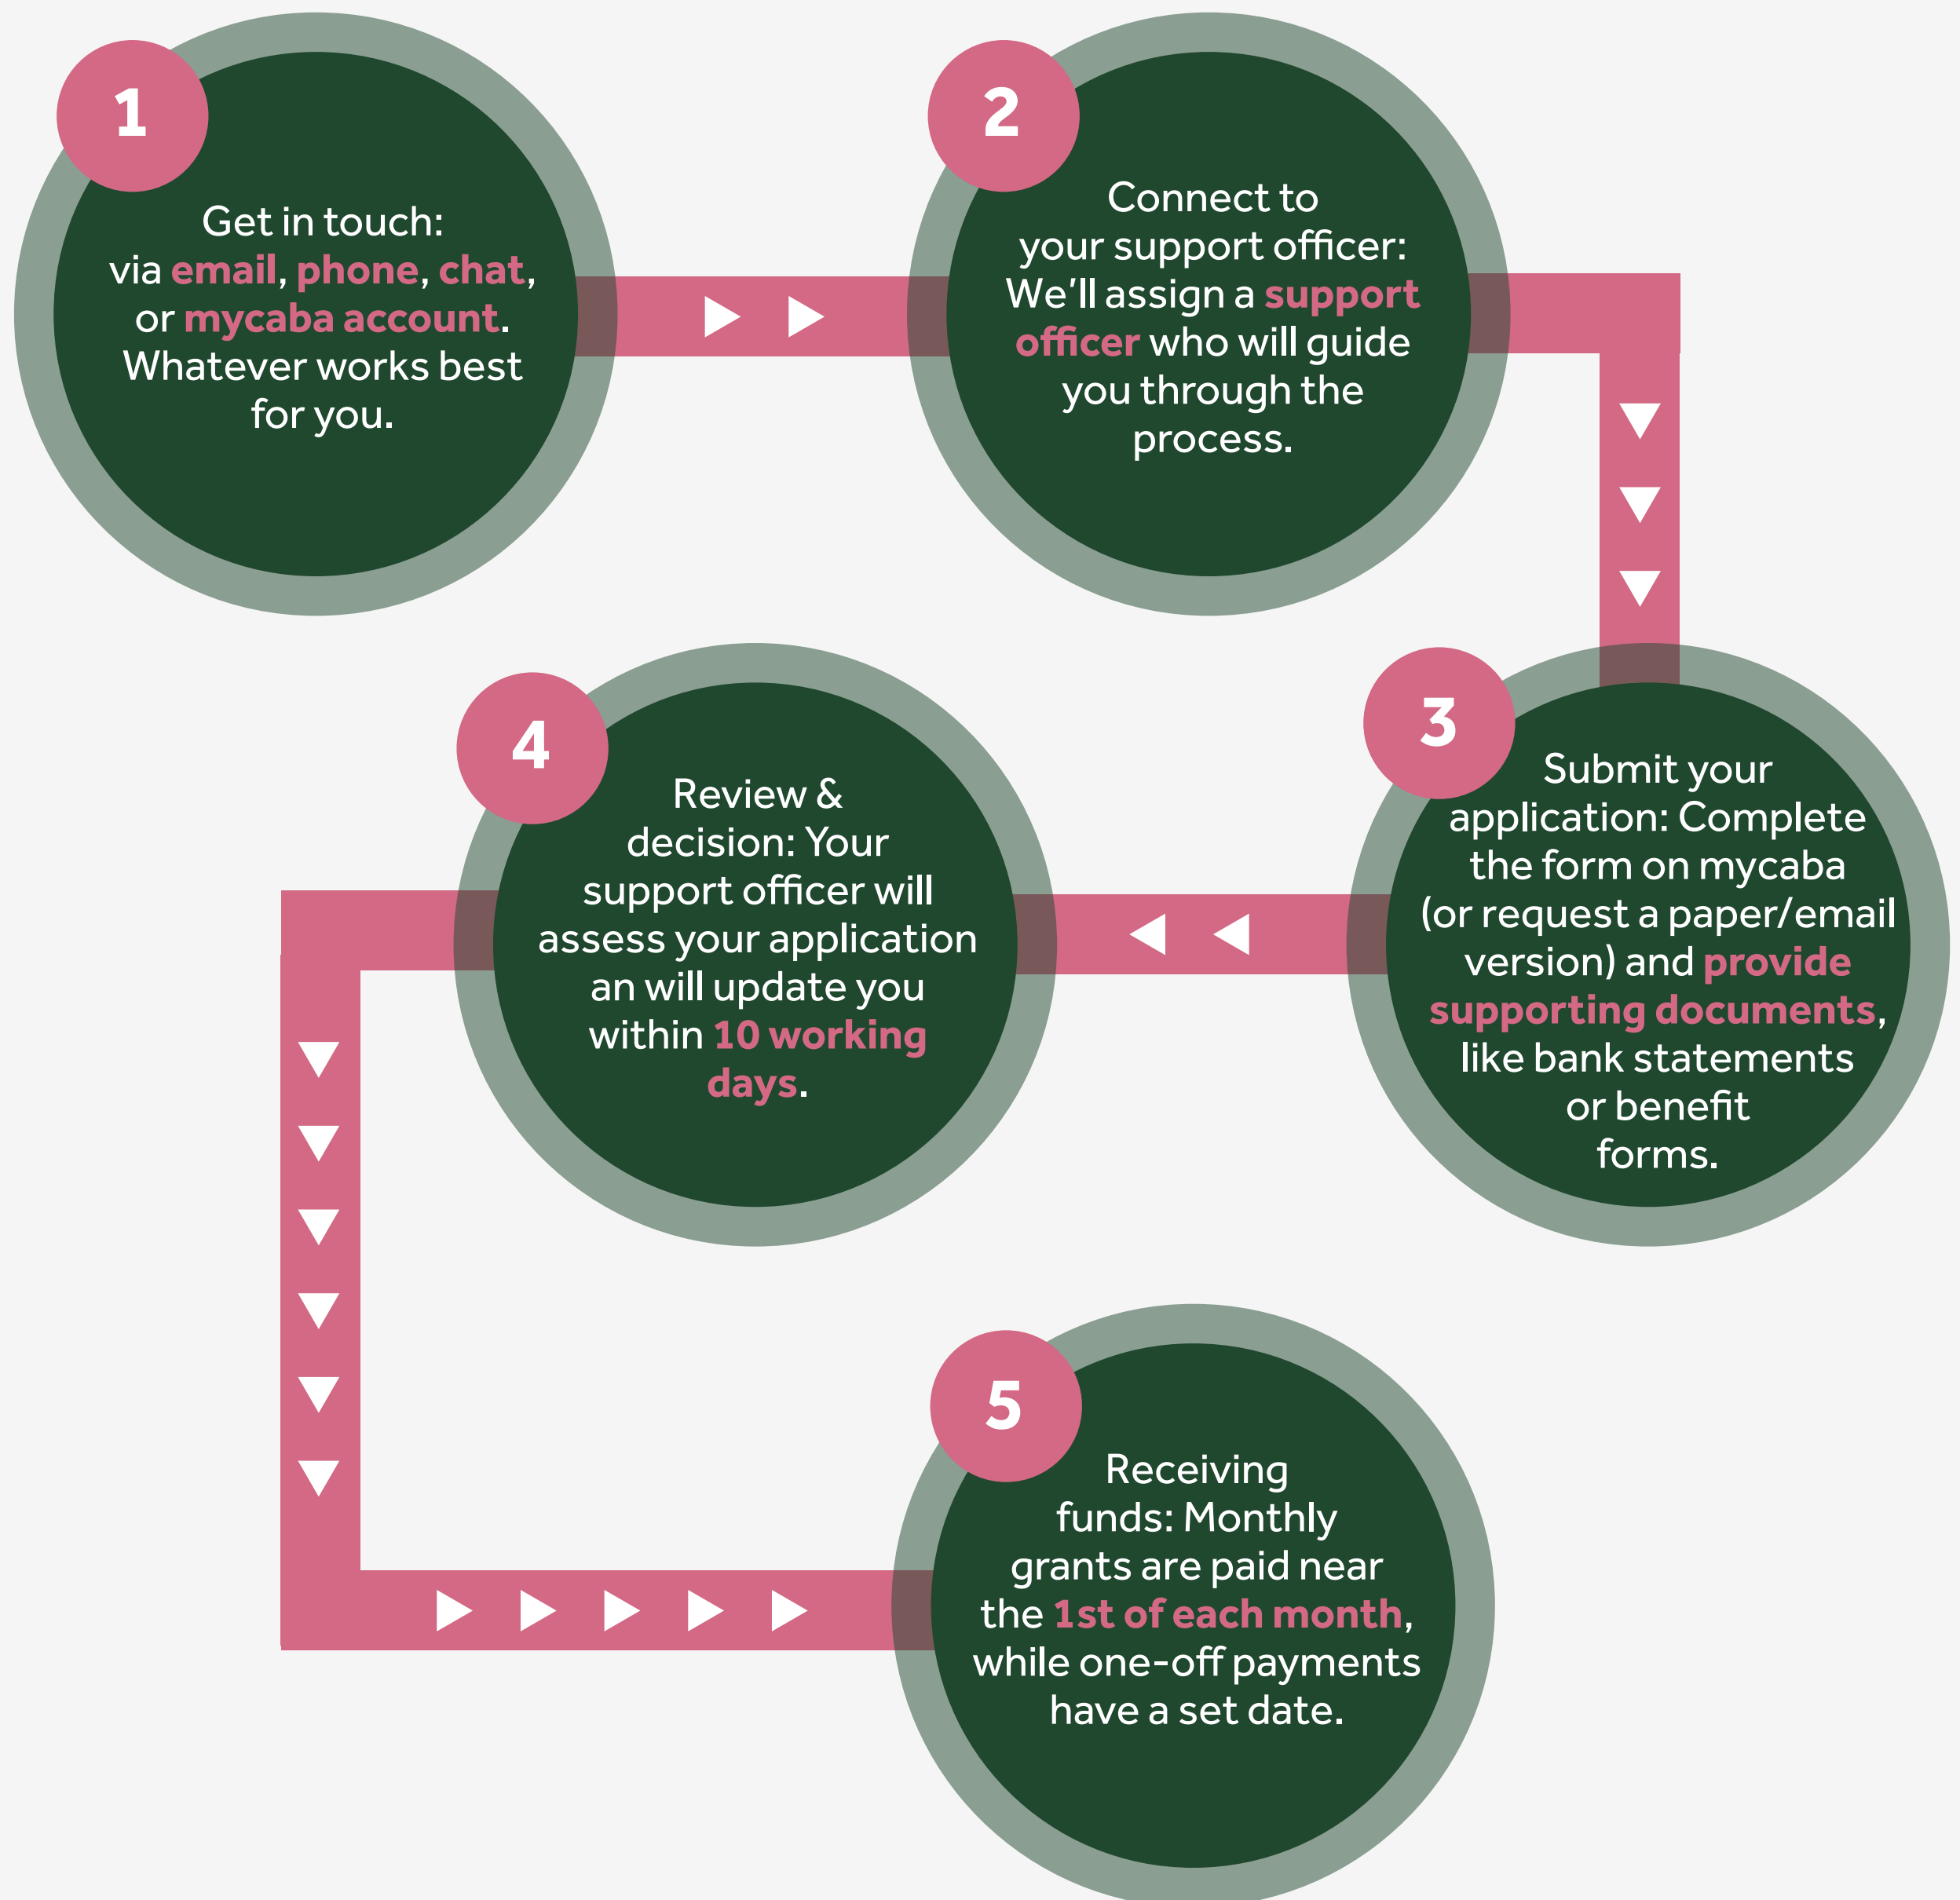 1
Get in touch:
via email, phone, chat,
or mycaba account.
Whatever works best
for you.
2
Connect to
your support officer:
We'll assign a support
officer who will guide
you through the
process.
3
Submit your
application: Complete
the form on mycaba
(or request a paper/email
version) and provide
supporting documents,
like bank statements
or benefit
forms.
4
Review &
decision: Your
support officer will
assess your application
an will update you
within 10 working
days.
5
Receiving
funds: Monthly
grants are paid near
the 1st of each month,
while one-off payments
have a set date.